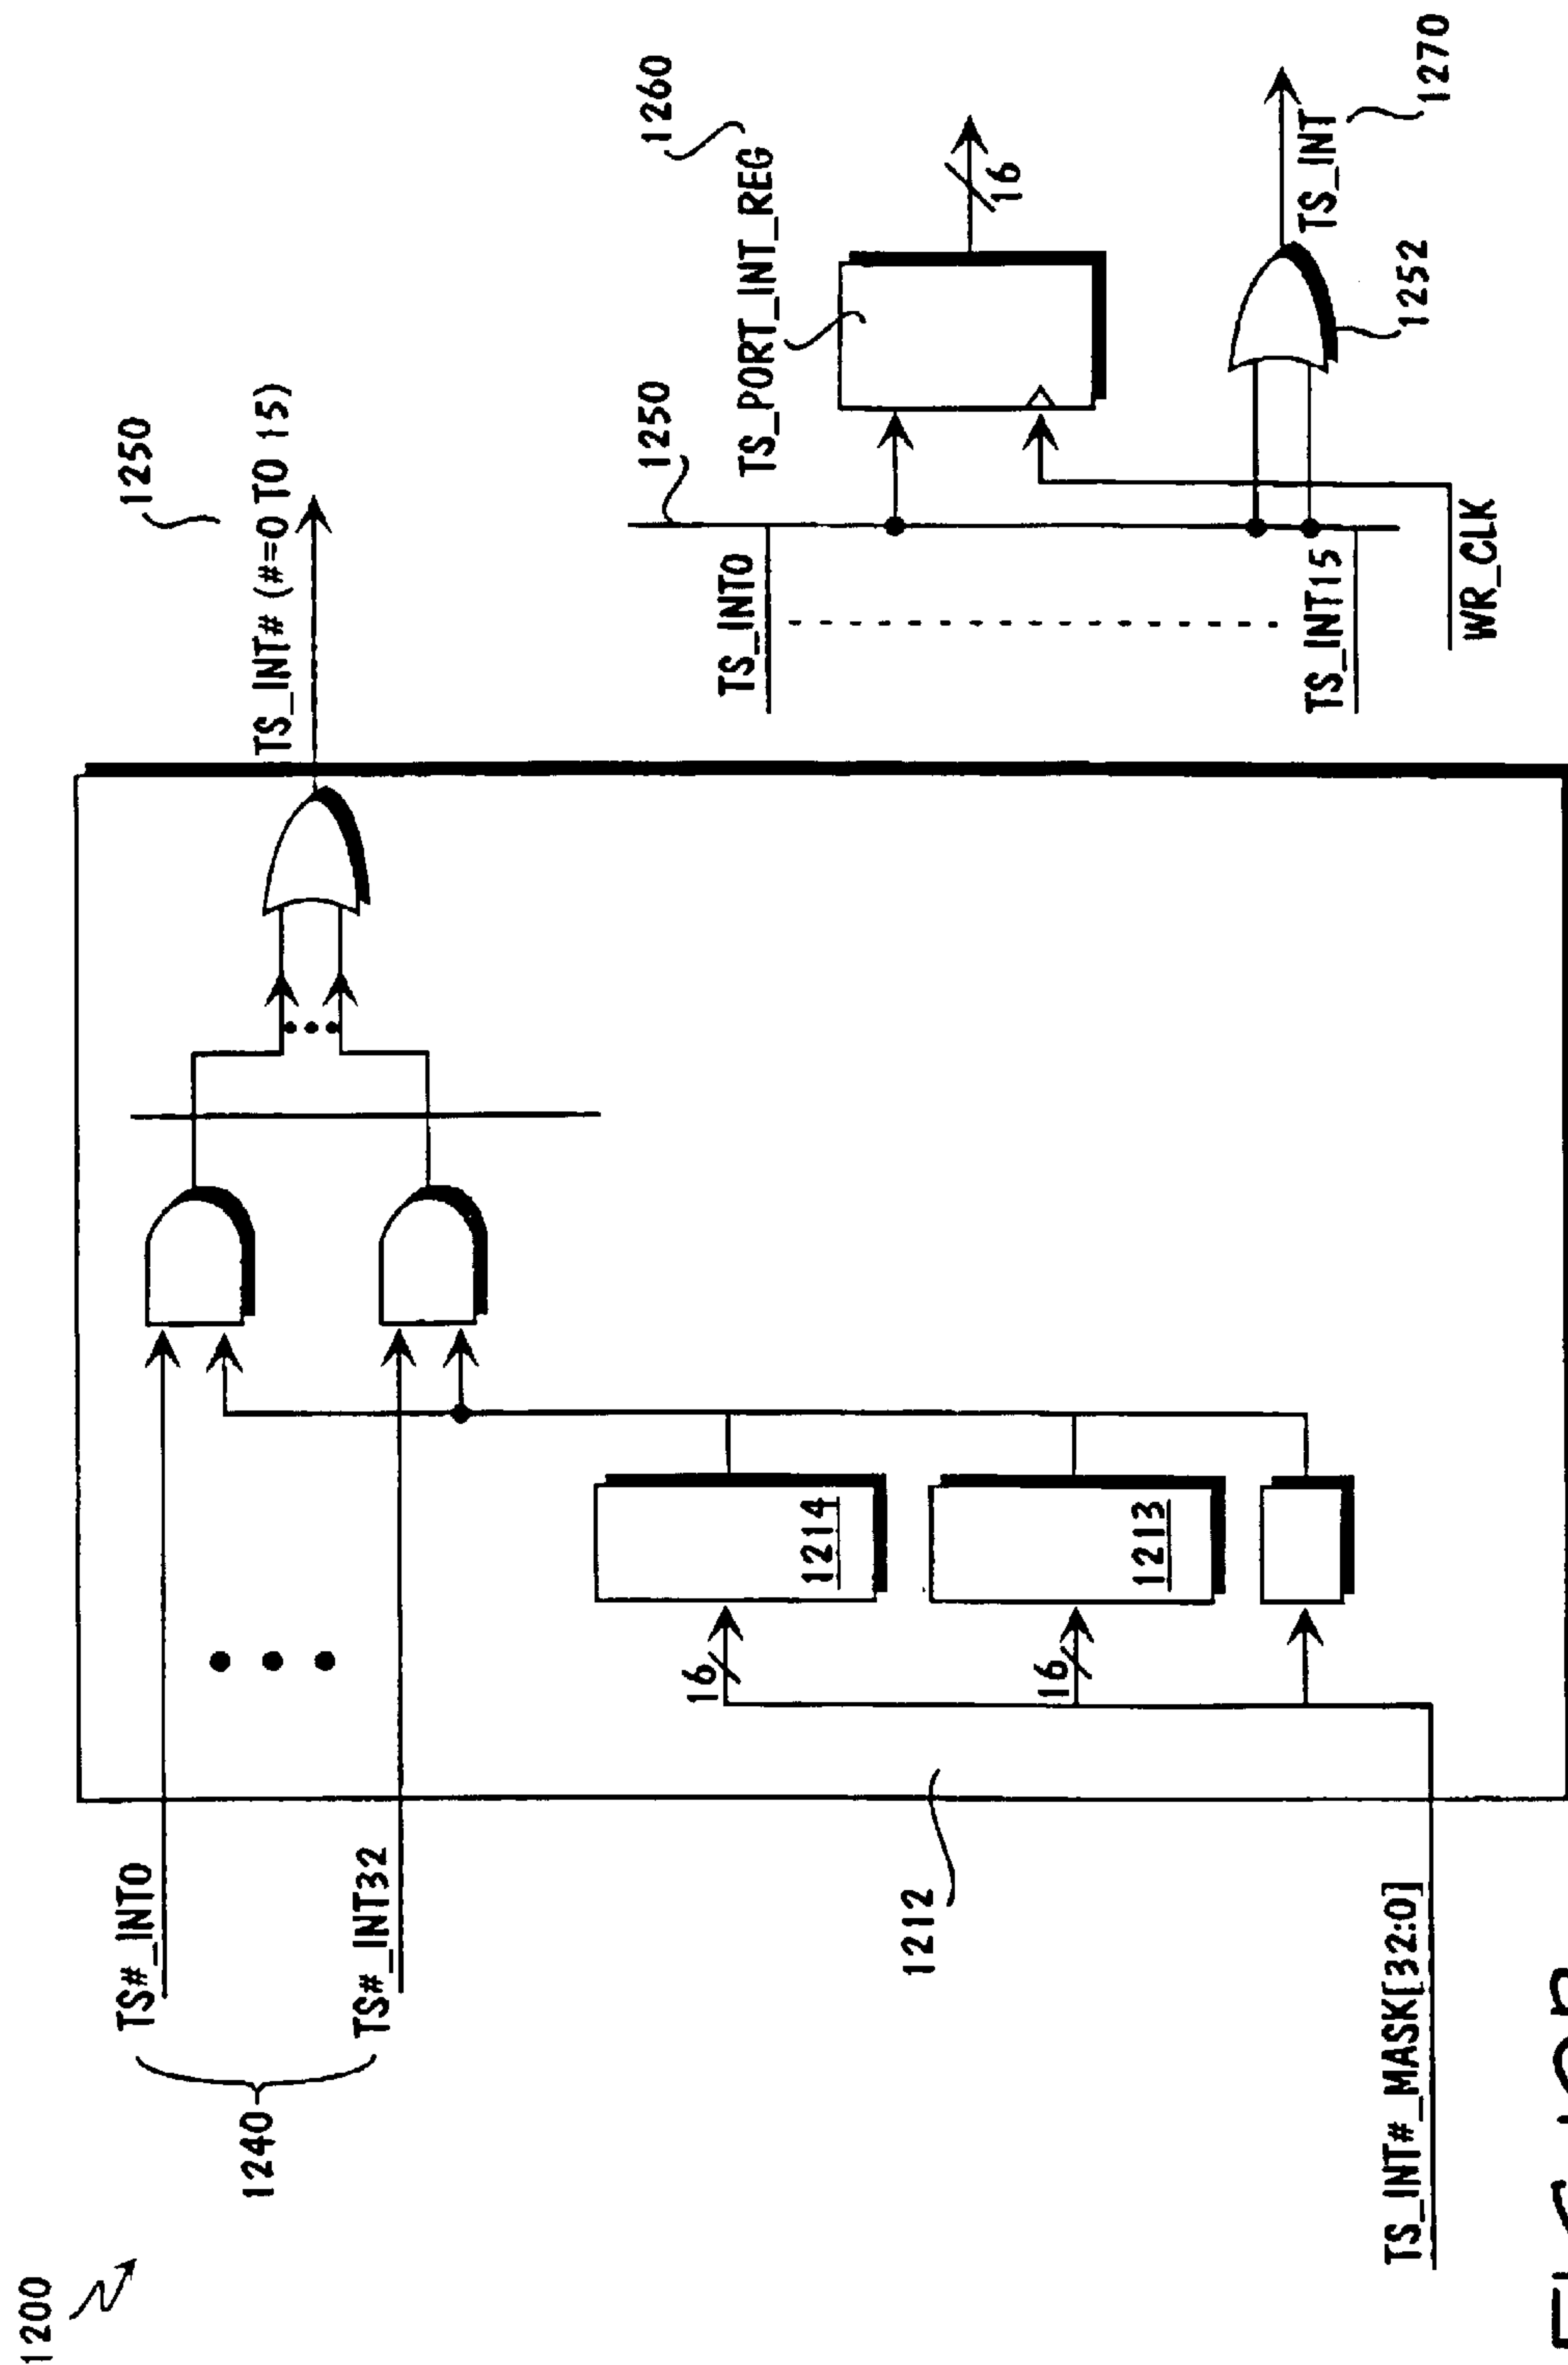 1200
1240
TS#_INT0
TS#_INT32
1212
TS_INT#_MASK[32:0]
16
1214
16
1213
1250
TS_INT# (#=0 TO 15)
1250
1260
TS_PORT_INT_REG
16
TS_INT0
TS_INT15
WR_CLK
TS_INT
1252
1270